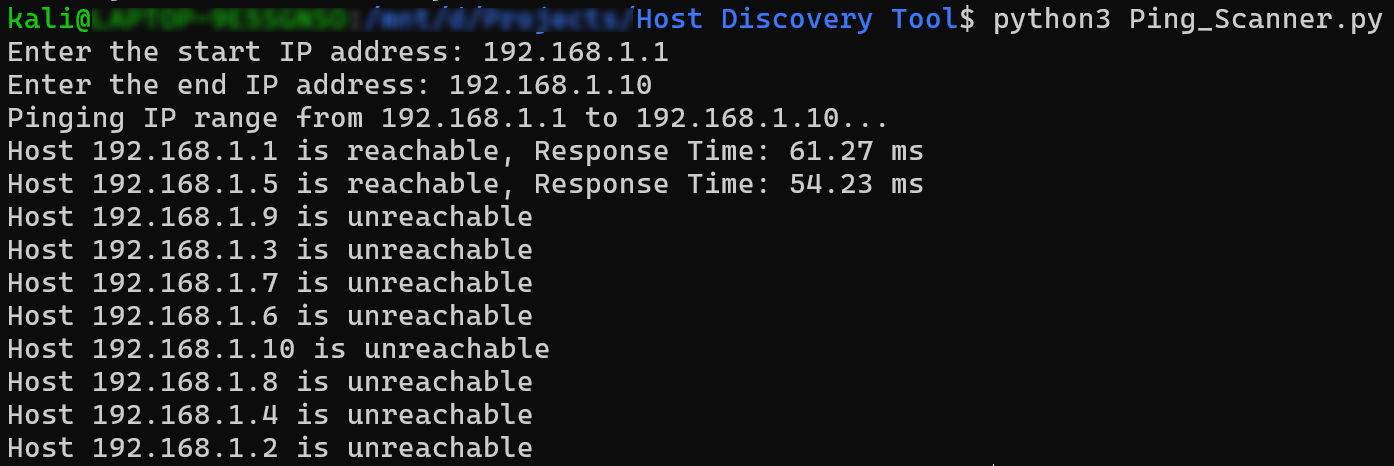 kali@ Host Discovery Tool$ python3 Ping_Scanner.py
Enter the start IP address: 192.168.1.1
Enter the end IP address: 192.168.1.10
Pinging IP range from 192.168.1.1 to 192.168.1.10...
Host 192.168.1.1 is reachable, Response Time: 61.27 ms
Host 192.168.1.5 is reachable, Response Time: 54.23 ms
Host 192.168.1.9 is unreachable
Host 192.168.1.3 is unreachable
Host 192.168.1.7 is unreachable
Host 192.168.1.6 is unreachable
Host 192.168.1.10 is unreachable
Host 192.168.1.8 is unreachable
Host 192.168.1.4 is unreachable
Host 192.168.1.2 is unreachable